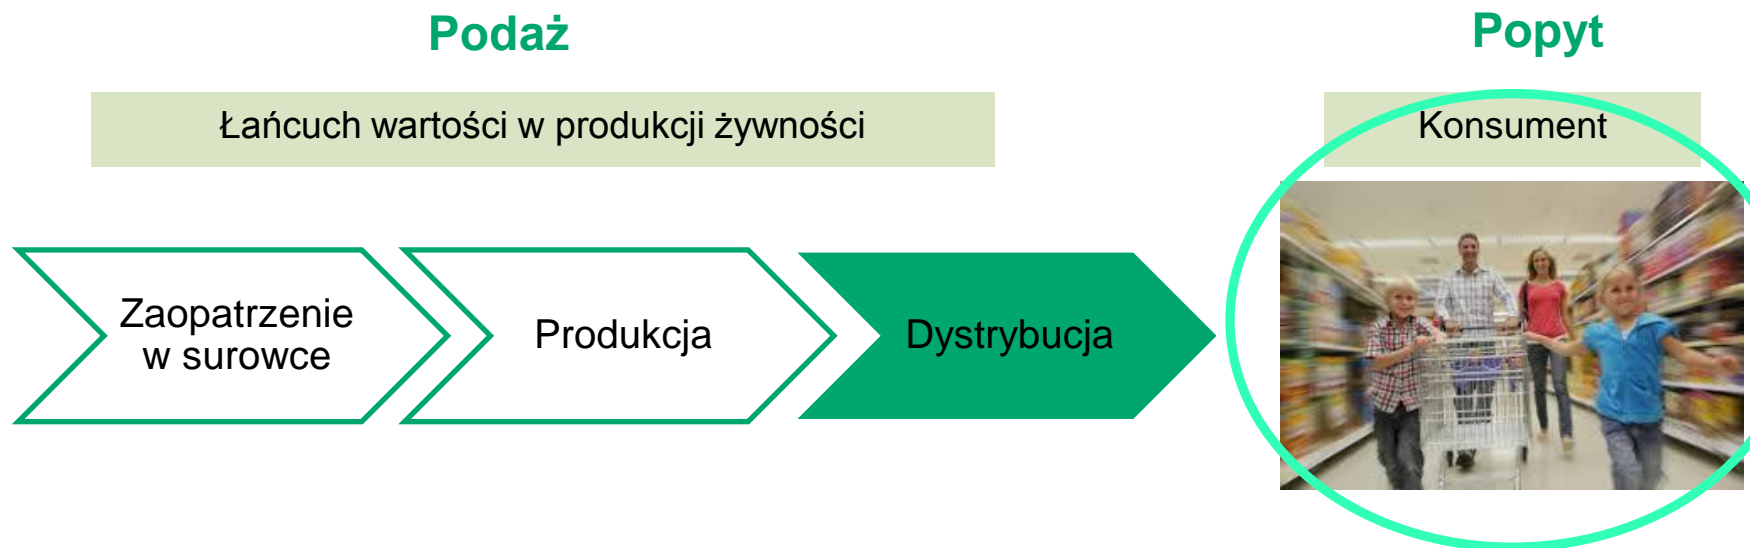 Podaż
Popyt
Łańcuch wartości w produkcji żywności
Konsument
Zaopatrzenie
w surowce
Produkcja
Dystrybucja